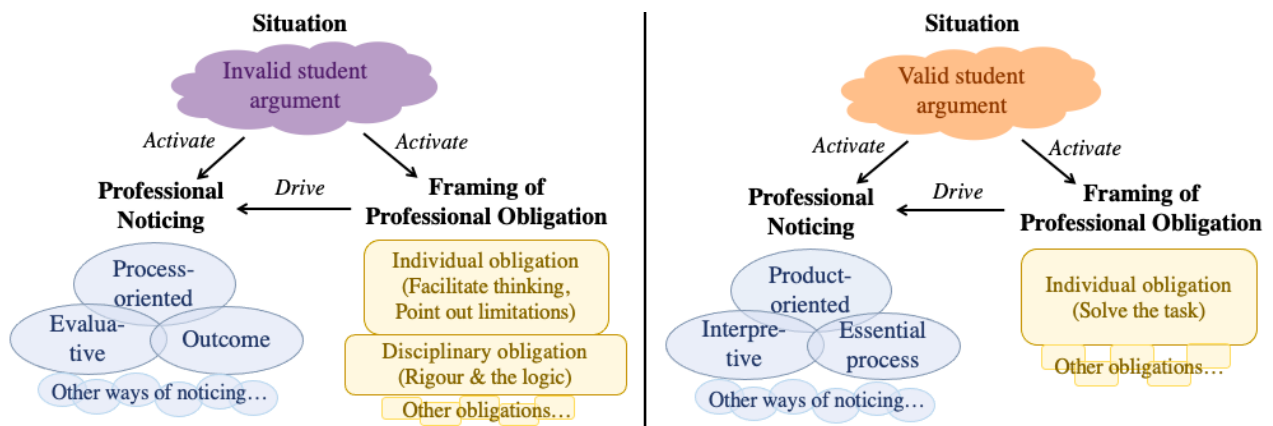 Situation
Invalid student
argument
Activate
Activate
Professional
Noticing
Drive
Framing of
Professional Obligation
Process-
oriented
Evalua-
tive
Outcome
Other ways of noticing…
Individual obligation
(Facilitate thinking,
Point out limitations)
Disciplinary obligation
(Rigour & the logic)
Other obligations…
Situation
Valid student
argument
Activate
Activate
Professional
Noticing
Drive
Framing of
Professional Obligation
Product-
oriented
Interpre-
tive
Essential
process
Other ways of noticing…
Individual obligation
(Solve the task)
Other obligations…